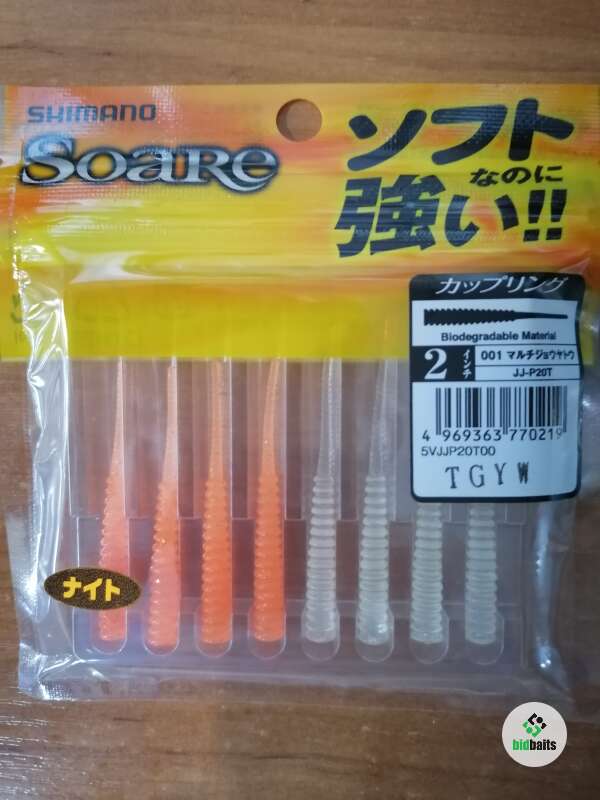 SHIMANO
SOARE
ソフト
なのに
強い!!
カップリング
Biodegradable Material
2 インチ
001 マルチジョウヤトウ
JJ-P20T
4 969363 770219
5VJJP20T00
TGYW
ナイト
bidbaits